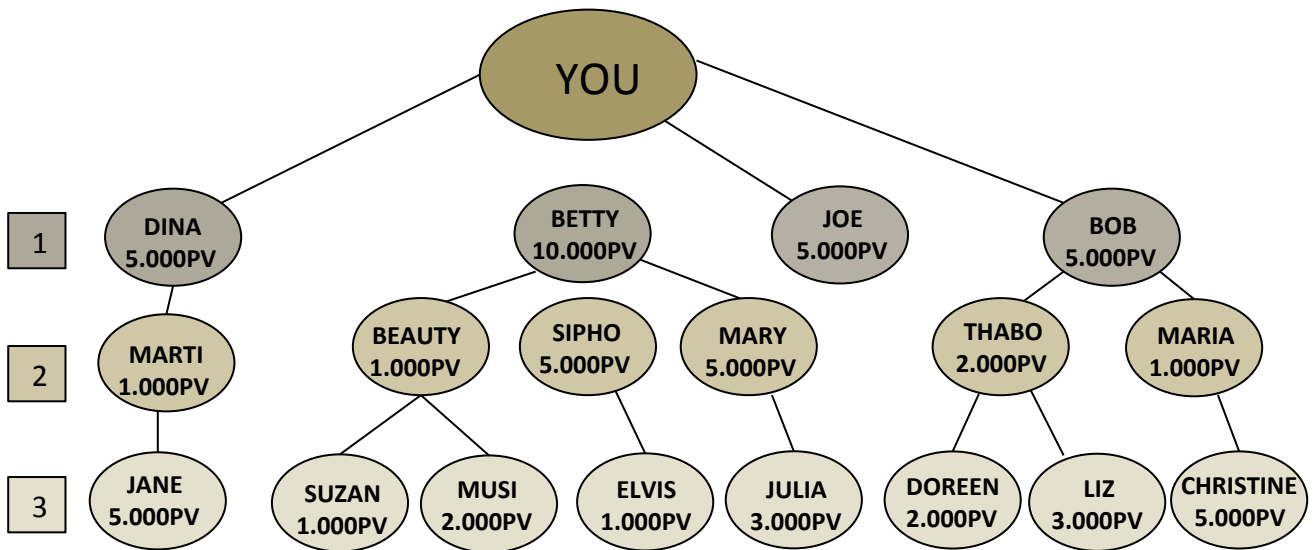 YOU
1
DINA
5.000PV
BETTY
10.000PV
JOE
5.000PV
BOB
5.000PV
2
MARTI
1.000PV
BEAUTY
1.000PV
SIPHO
5.000PV
MARY
5.000PV
THABO
2.000PV
MARIA
1.000PV
3
JANE
5.000PV
SUZAN
1.000PV
MUSI
2.000PV
ELVIS
1.000PV
JULIA
3.000PV
DOREEN
2.000PV
LIZ
3.000PV
CHRISTINE
5.000PV